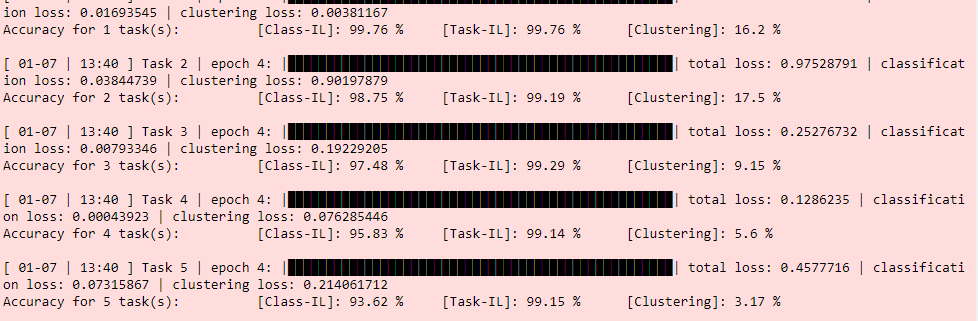 ion loss: 0.01693545 | clustering loss: 0.00381167
Accuracy for 1 task(s): [Class-IL]: 99.76 % [Task-IL]: 99.76 % [Clustering]: 16.2 %
[ 01-07 | 13:40 ] Task 2 | epoch 4: | | total loss: 0.97528791 | classificat
ion loss: 0.03844739 | clustering loss: 0.90197879
Accuracy for 2 task(s): [Class-IL]: 98.75 % [Task-IL]: 99.19 % [Clustering]: 17.5 %
[ 01-07 | 13:40 ] Task 3 | epoch 4: | | total loss: 0.25276732 | classificat
ion loss: 0.00793346 | clustering loss: 0.19229205
Accuracy for 3 task(s): [Class-IL]: 97.48 % [Task-IL]: 99.29 % [Clustering]: 9.15 %
[ 01-07 | 13:40 ] Task 4 | epoch 4: | | total loss: 0.1286235 | classificati
on loss: 0.00043923 | clustering loss: 0.076285446
Accuracy for 4 task(s): [Class-IL]: 95.83 % [Task-IL]: 99.14 % [Clustering]: 5.6 %
[ 01-07 | 13:40 ] Task 5 | epoch 4: | | total loss: 0.4577716 | classificati
on loss: 0.07315867 | clustering loss: 0.214061712
Accuracy for 5 task(s): [Class-IL]: 93.62 % [Task-IL]: 99.15 % [Clustering]: 3.17 %